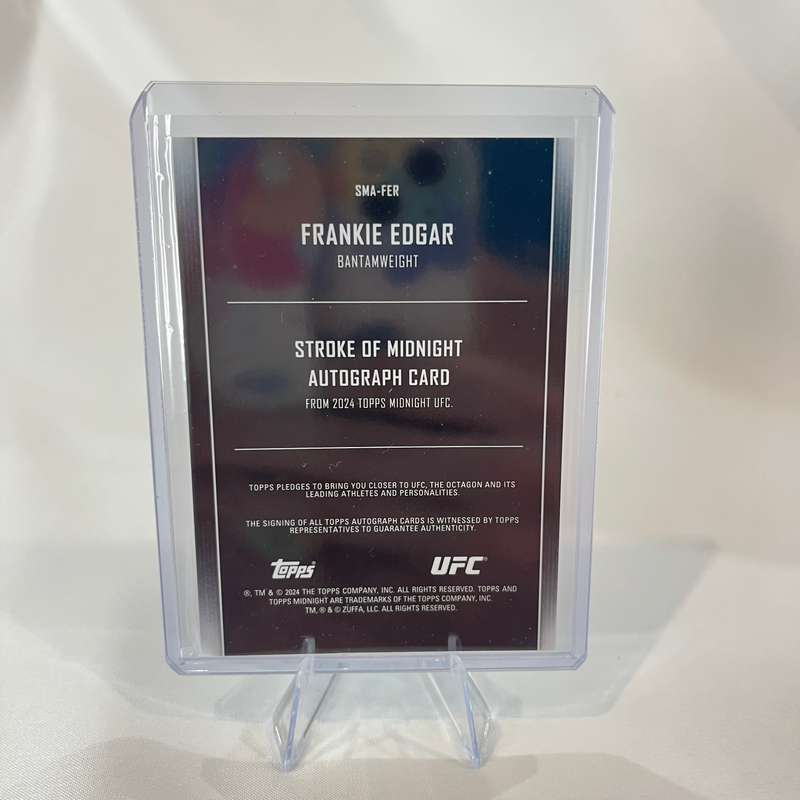 SMA-FER
FRANKIE EDGAR
BANTAMWEIGHT
STROKE OF MIDNIGHT
AUTOGRAPH CARD
FROM 2024 TOPPS MIDNIGHT UFC.
TOPPS PLEDGES TO BRING YOU CLOSER TO UFC, THE OCTAGON AND ITS
LEADING ATHLETES AND PERSONALITIES.
THE SIGNING OF ALL TOPPS AUTOGRAPH CARDS IS WITNESSED BY TOPPS
REPRESENTATIVES TO GUARANTEE AUTHENTICITY.
topps UFC®
®, TM & © 2024 THE TOPPS COMPANY, INC. ALL RIGHTS RESERVED. TOPPS AND
TOPPS MIDNIGHT ARE TRADEMARKS OF THE TOPPS COMPANY, INC.
TM, ® & © ZUFFA, LLC. ALL RIGHTS RESERVED.